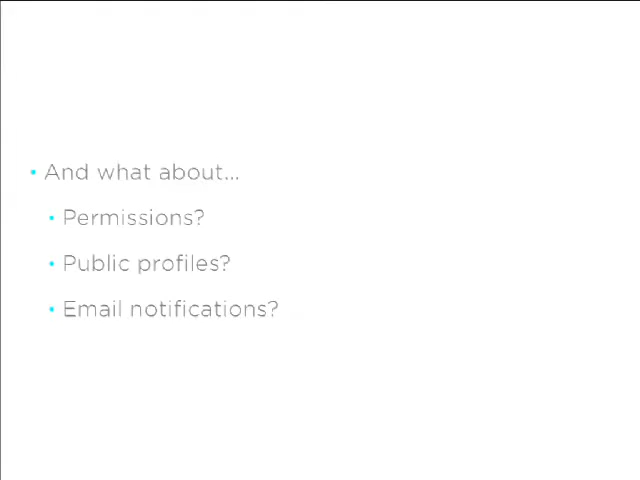 • And what about...
• Permissions?
• Public profiles?
• Email notifications?